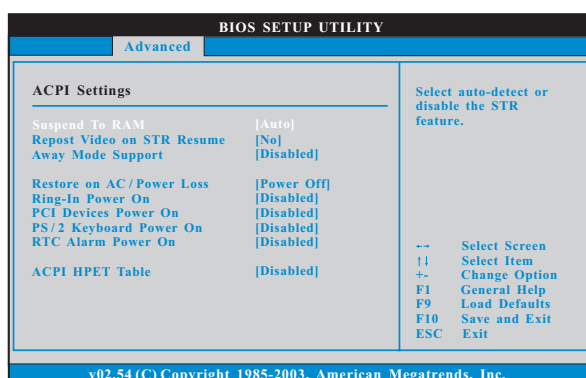 BIOS SETUP UTILITY
Advanced
ACPI Settings
Suspend To RAM [Auto]
Repost Video on STR Resume [No]
Away Mode Support [Disabled]
Restore on AC / Power Loss [Power Off]
Ring-In Power On [Disabled]
PCI Devices Power On [Disabled]
PS / 2 Keyboard Power On [Disabled]
RTC Alarm Power On [Disabled]
ACPI HPET Table [Disabled]
Select auto-detect or
disable the STR
feature.
←→ Select Screen
↑↓ Select Item
+- Change Option
F1 General Help
F9 Load Defaults
F10 Save and Exit
ESC Exit
v02.54 (C) Copyright 1985-2003, American Megatrends, Inc.